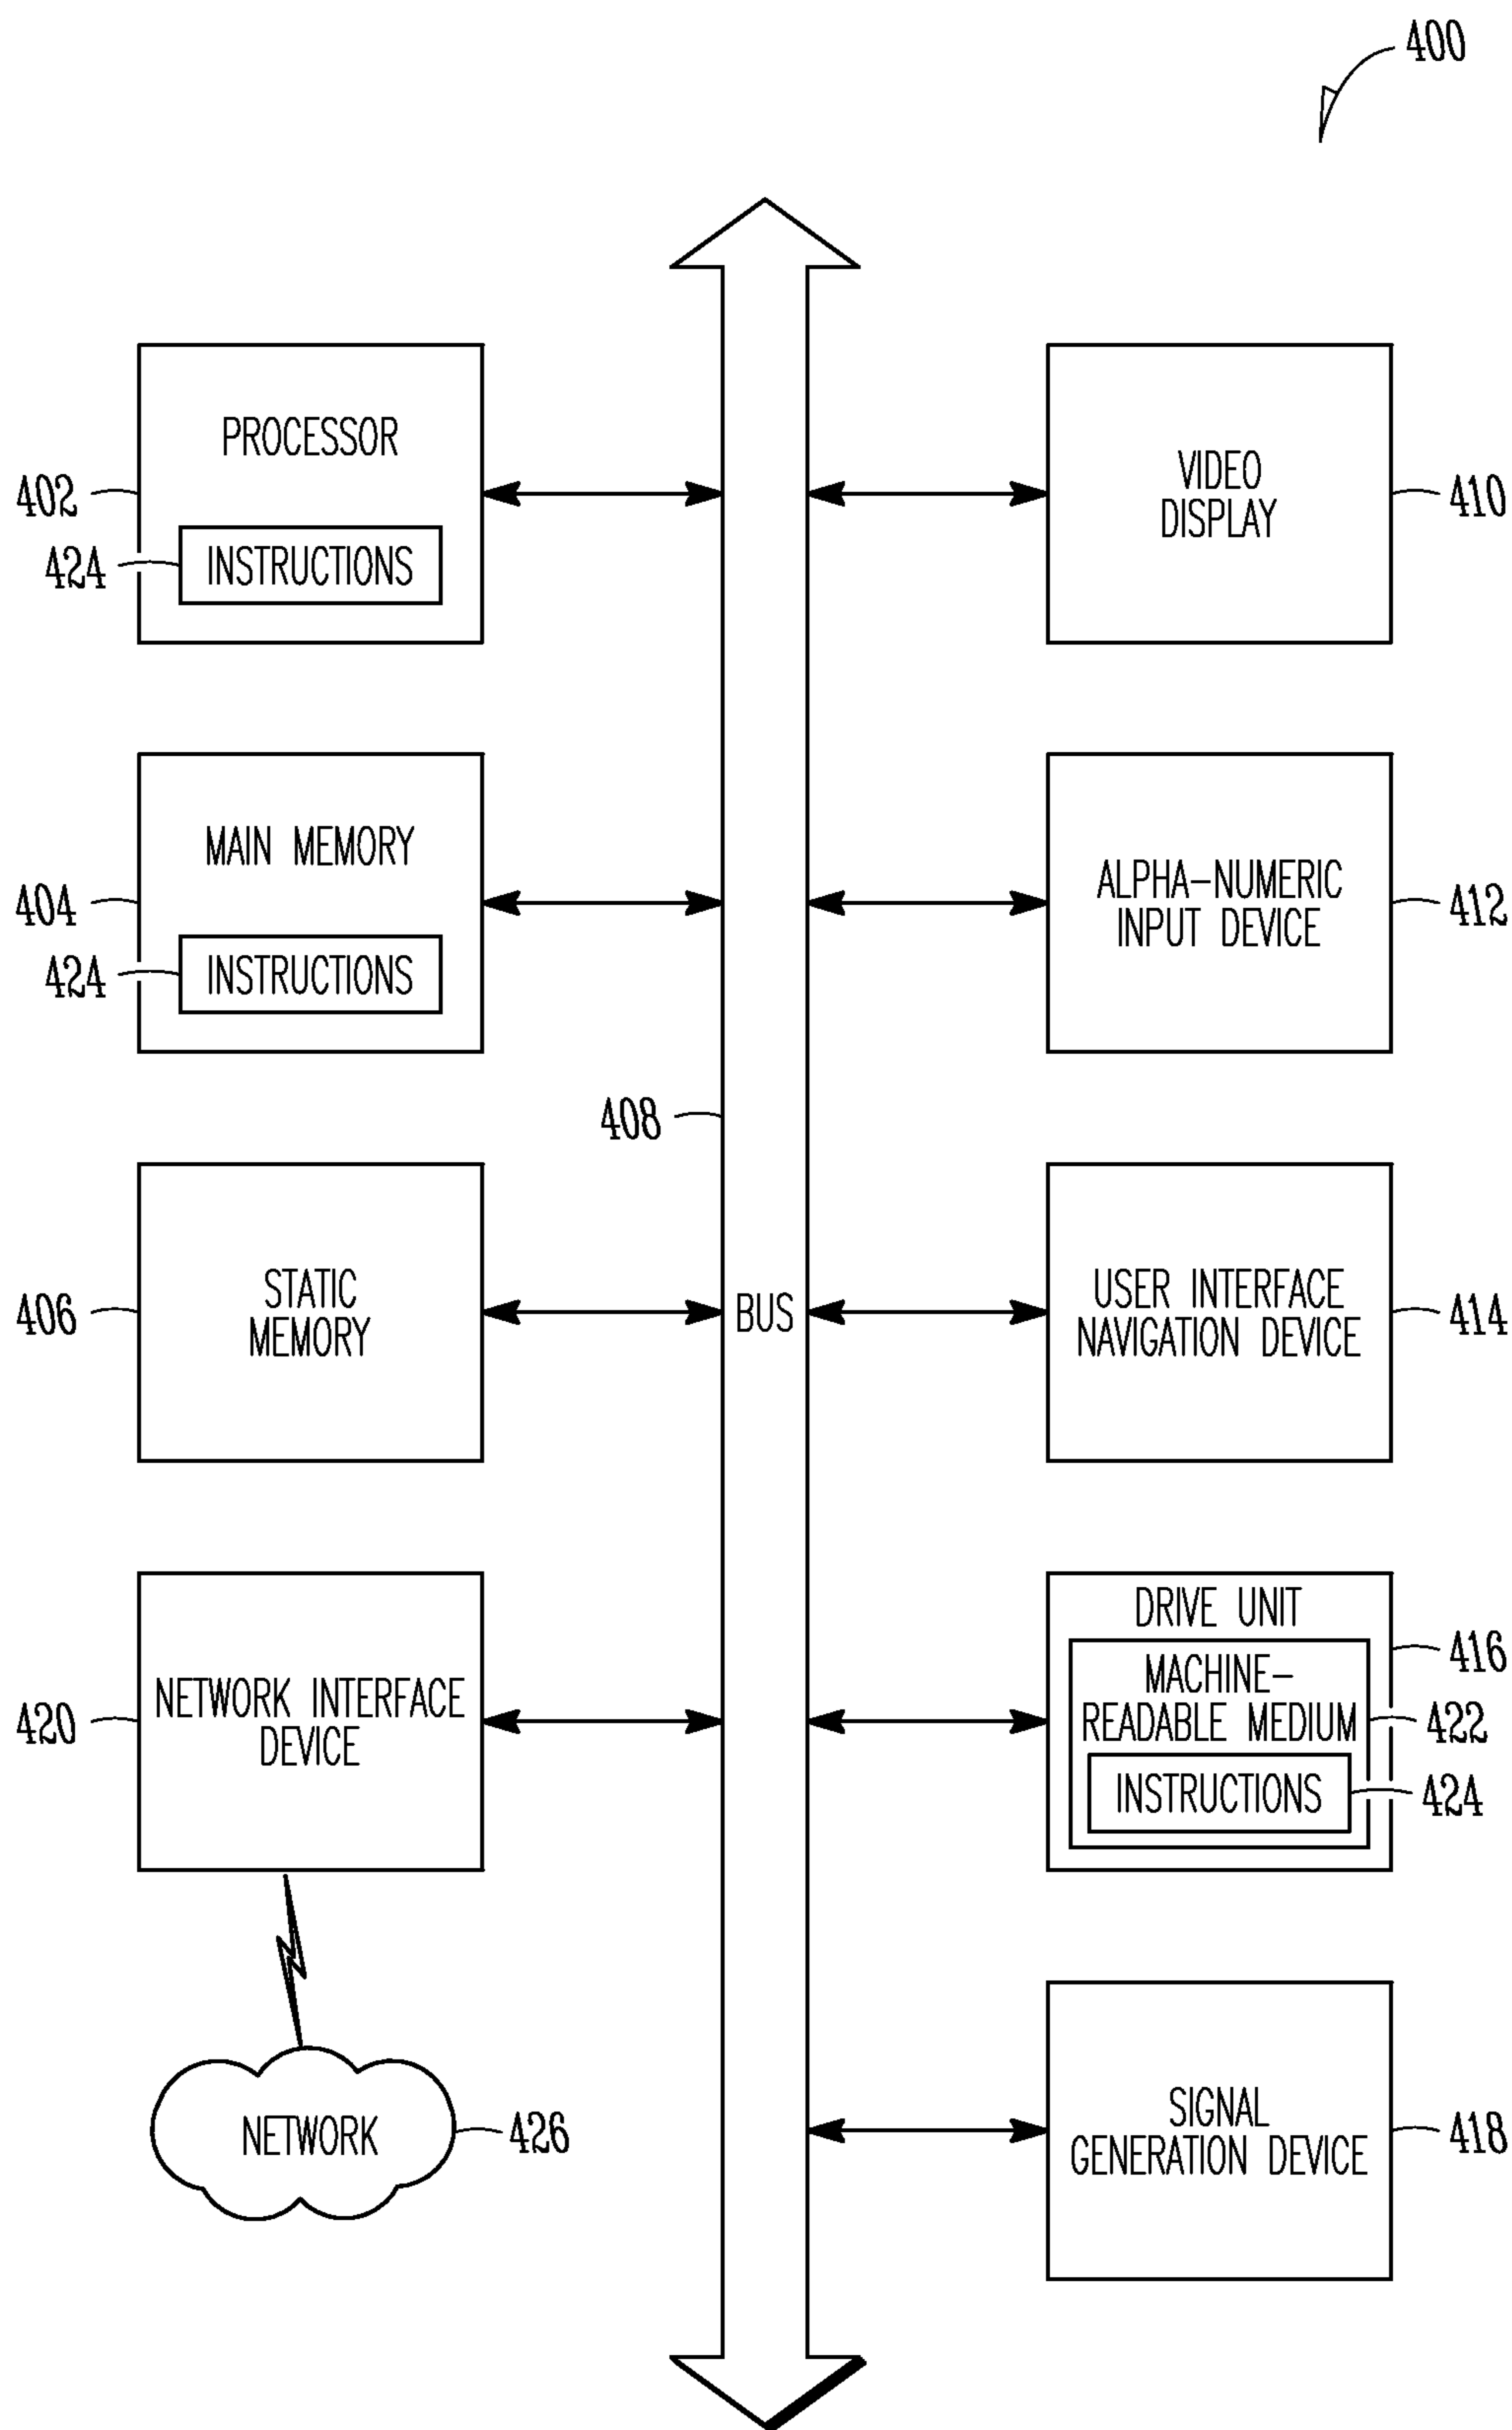 400
PROCESSOR
402
424
INSTRUCTIONS
VIDEO
DISPLAY
410
MAIN MEMORY
404
424
INSTRUCTIONS
ALPHA-NUMERIC
INPUT DEVICE
412
408
STATIC
MEMORY
406
BUS
USER INTERFACE
NAVIGATION DEVICE
414
NETWORK INTERFACE
DEVICE
420
DRIVE UNIT
416
MACHINE-
READABLE MEDIUM
422
INSTRUCTIONS
424
NETWORK
426
SIGNAL
GENERATION DEVICE
418